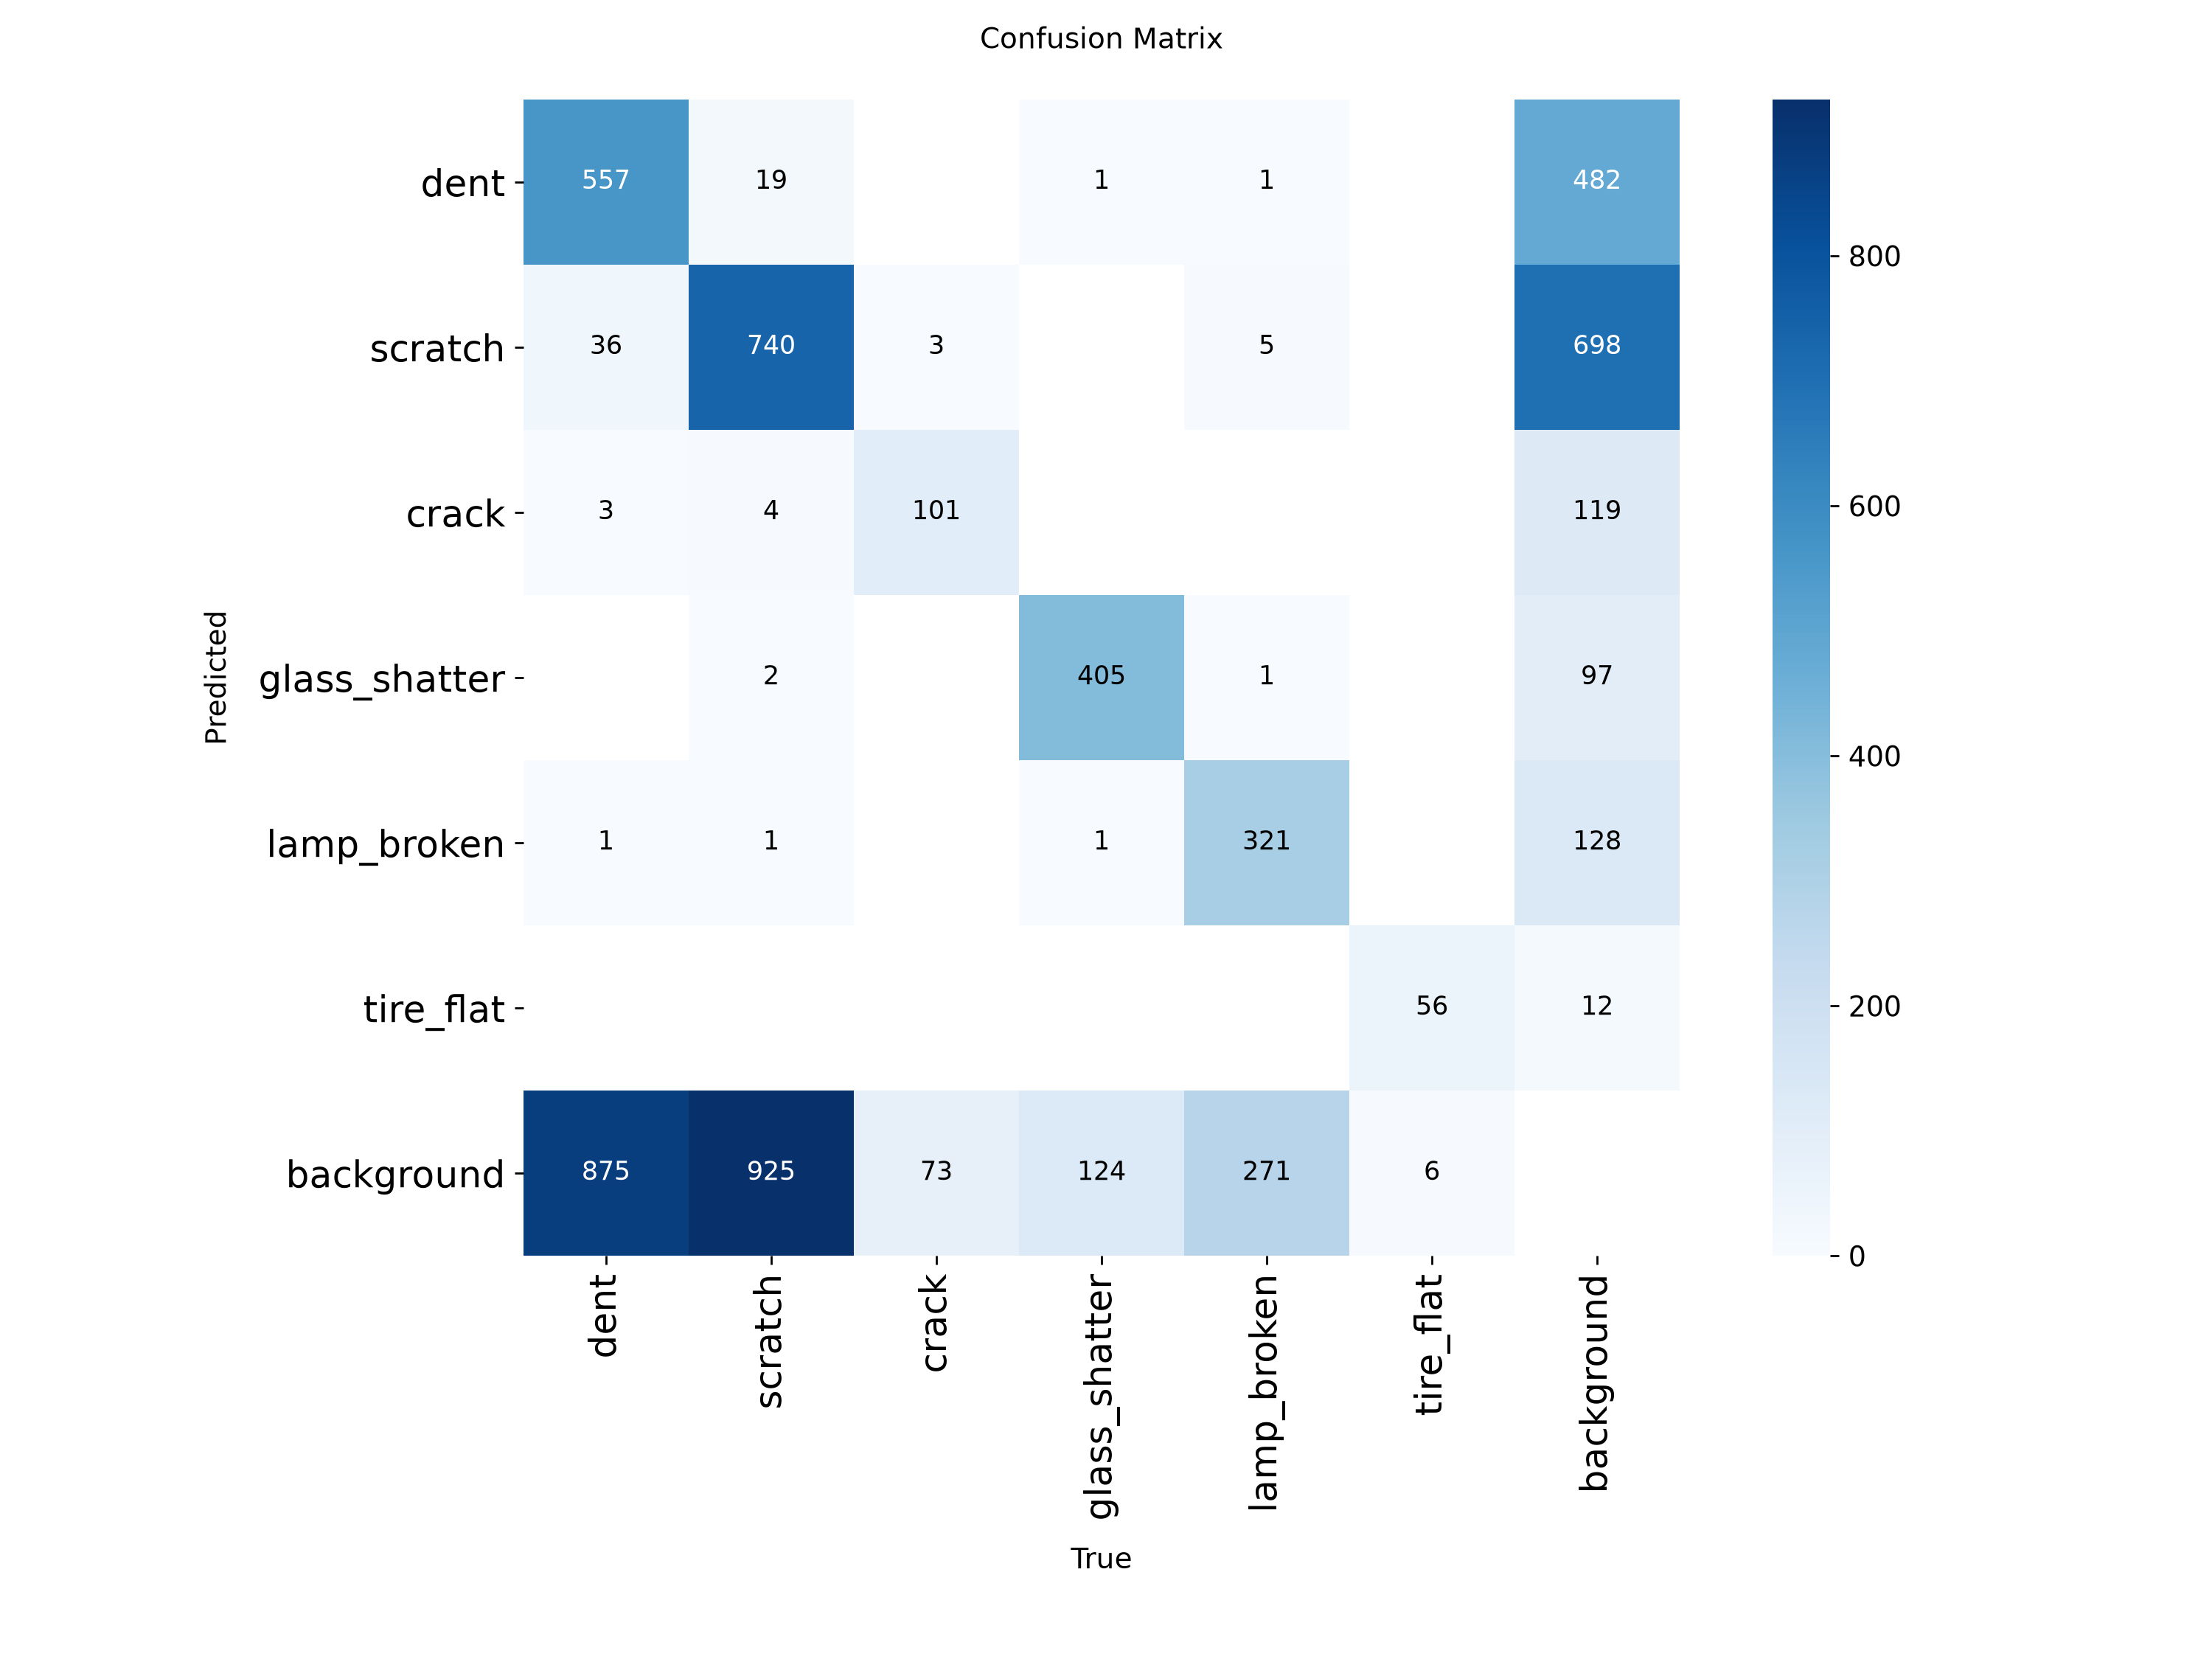 Confusion Matrix
dent 557 19 1 1 482
scratch 36 740 3 5 698
crack 3 4 101 119
glass_shatter 2 405 1 97
lamp_broken 1 1 1 321 128
tire_flat 56 12
background 875 925 73 124 271 6
Predicted
dent scratch crack glass_shatter lamp_broken tire_flat background
True
800
600
400
200
0